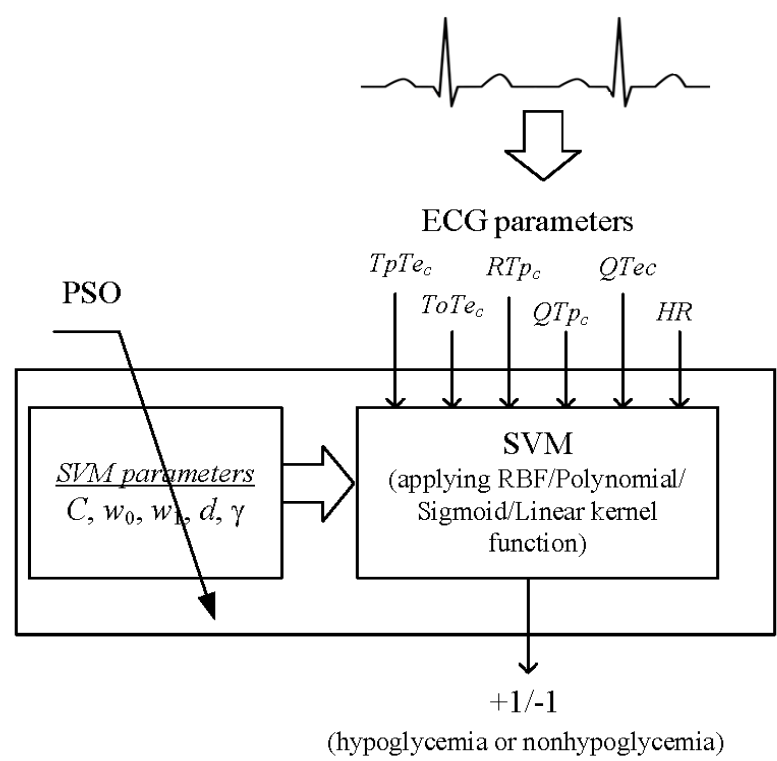 ECG parameters
TpTec RTpc QTec
PSO
ToTec QTpc HR
SVM
SVM parameters
C, w0, w1, d, γ
(applying RBF/Polynomial/
Sigmoid/Linear kernel
function)
+1/-1
(hypoglycemia or nonhypoglycemia)